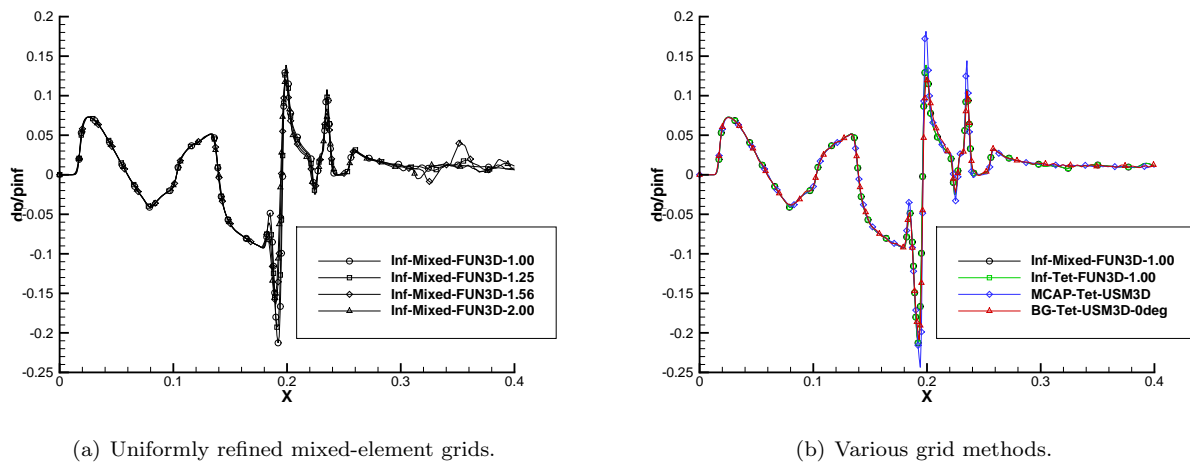 0.2
0.15
0.1
0.05
0
-0.05
-0.1
-0.15
-0.2
-0.25
dp/pinf
0
0.1
0.2
0.3
0.4
X
Inf-Mixed-FUN3D-1.00
Inf-Mixed-FUN3D-1.25
Inf-Mixed-FUN3D-1.56
Inf-Mixed-FUN3D-2.00
(a) Uniformly refined mixed-element grids.
0.2
0.15
0.1
0.05
0
-0.05
-0.1
-0.15
-0.2
-0.25
dp/pinf
0
0.1
0.2
0.3
0.4
X
Inf-Mixed-FUN3D-1.00
Inf-Tet-FUN3D-1.00
MCAP-Tet-USM3D
BG-Tet-USM3D-0deg
(b) Various grid methods.